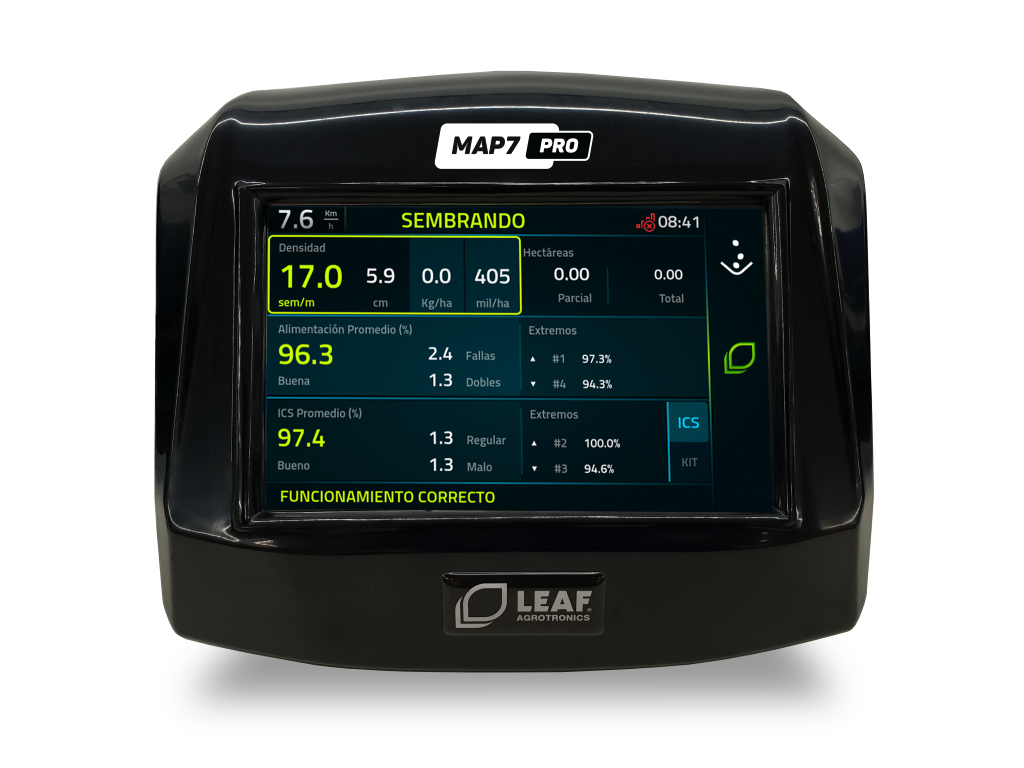 MAP7 PRO
7.6 Km/h SEMBRANDO 08:41
Densidad
17.0 5.9 0.0 405
sem/m cm Kg/ha mil/ha
Hectáreas
0.00 0.00
Parcial Total
Alimentación Promedio (%)
96.3 2.4 Fallas
Buena 1.3 Dobles
Extremos
▲ #1 97.3%
▼ #4 94.3%
ICS Promedio (%)
97.4 1.3 Regular
Bueno 1.3 Malo
Extremos
▲ #2 100.0%
▼ #3 94.6%
ICS
KIT
FUNCIONAMIENTO CORRECTO
LEAF®
AGROTRONICS